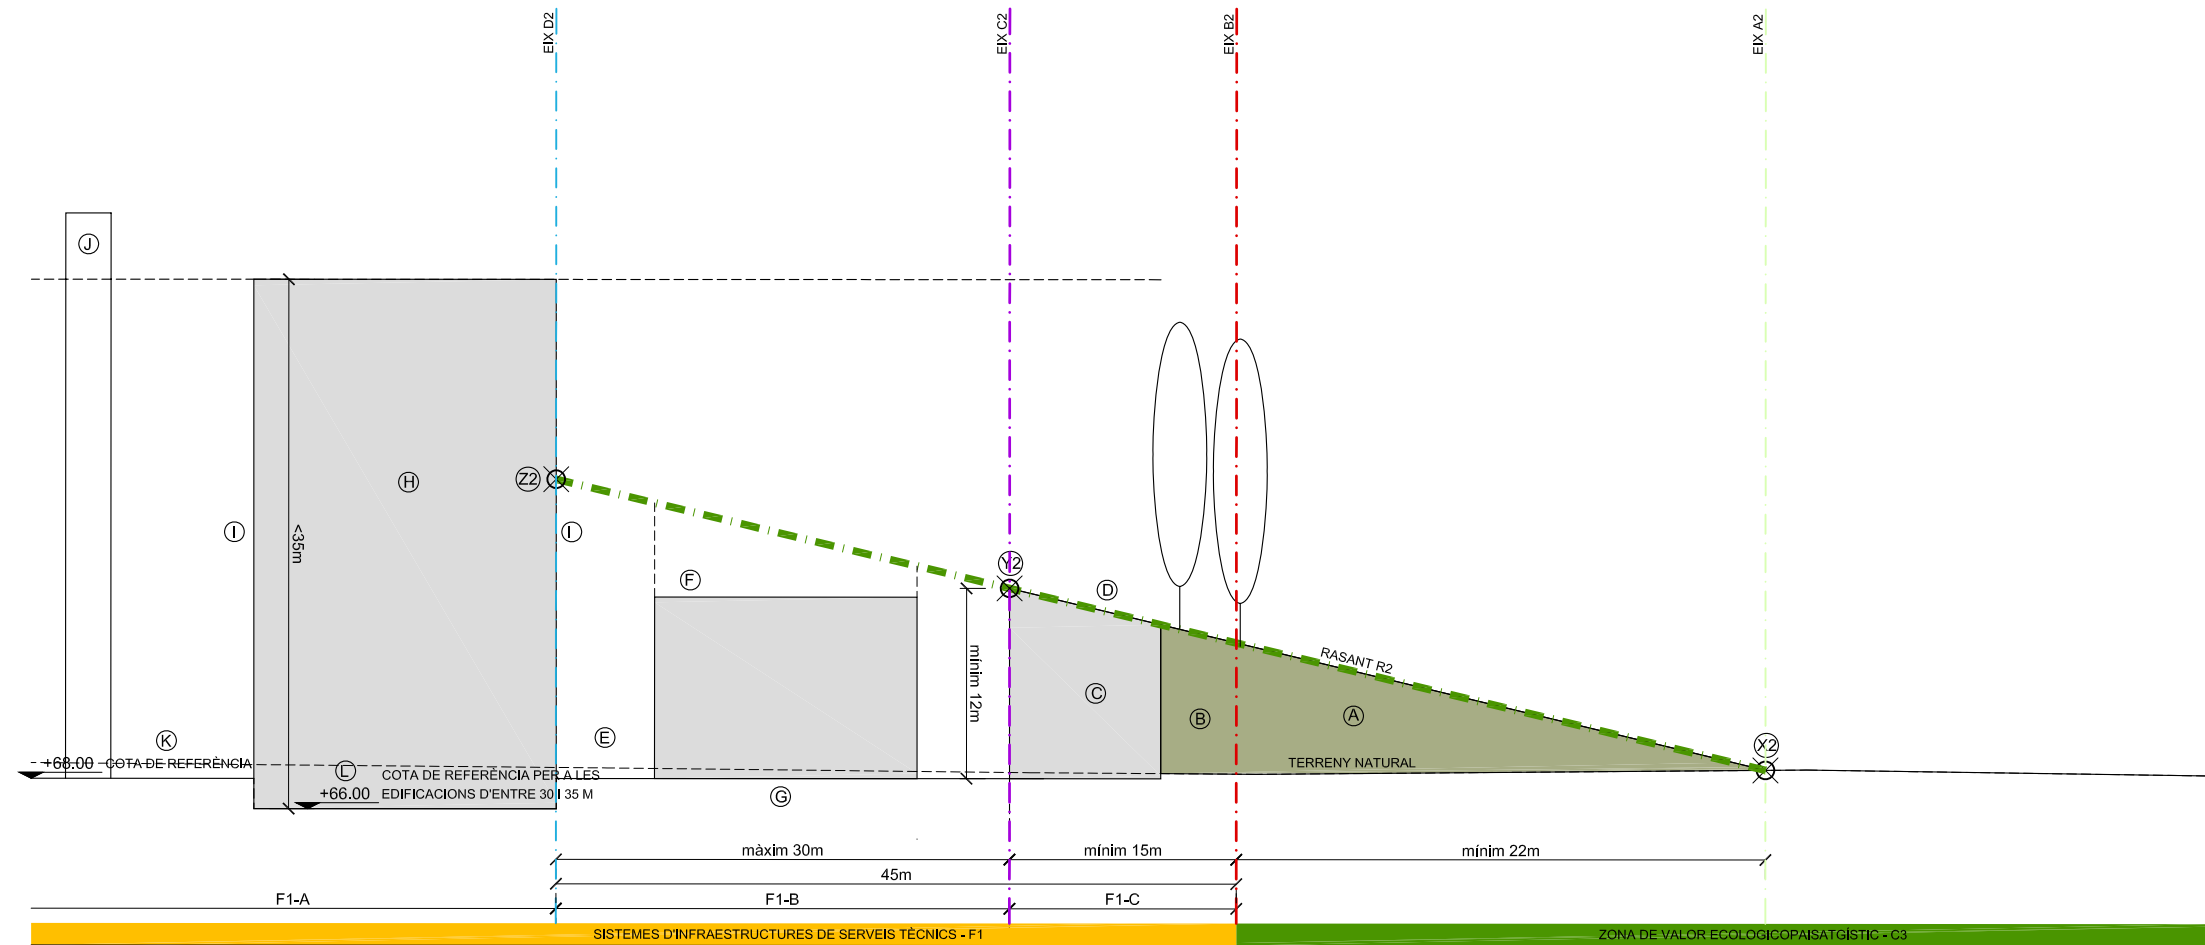 EIX D2
EIX C2
EIX B2
EIX A2
J
H
Z2
I
I
<35m
F
Y2
D
mínim 12m
RASANT R2
C
B
A
X2
K
E
+68.00 COTA DE REFERÈNCIA
TERRENY NATURAL
L
COTA DE REFERÈNCIA PER A LES
+66.00 EDIFICACIONS D'ENTRE 30 I 35 M
G
màxim 30m
mínim 15m
mínim 22m
45m
F1-A
F1-B
F1-C
SISTEMES D'INFRAESTRUCTURES DE SERVEIS TÈCNICS - F1
ZONA DE VALOR ECOLOGICOPAISATGÍSTIC - C3